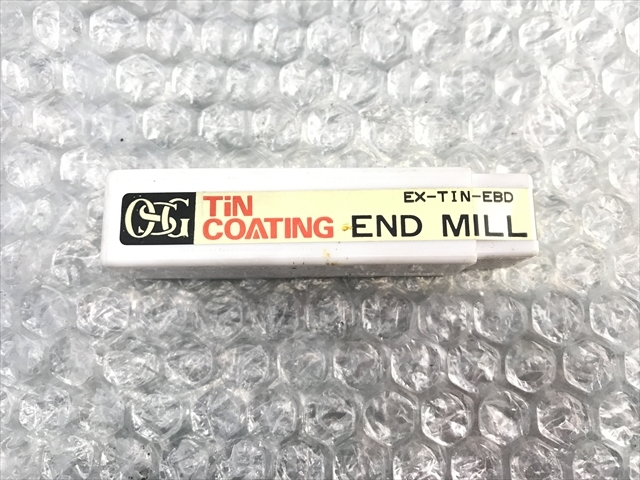 OSG
TiN
COATING
EX-TIN-EBD
END MILL